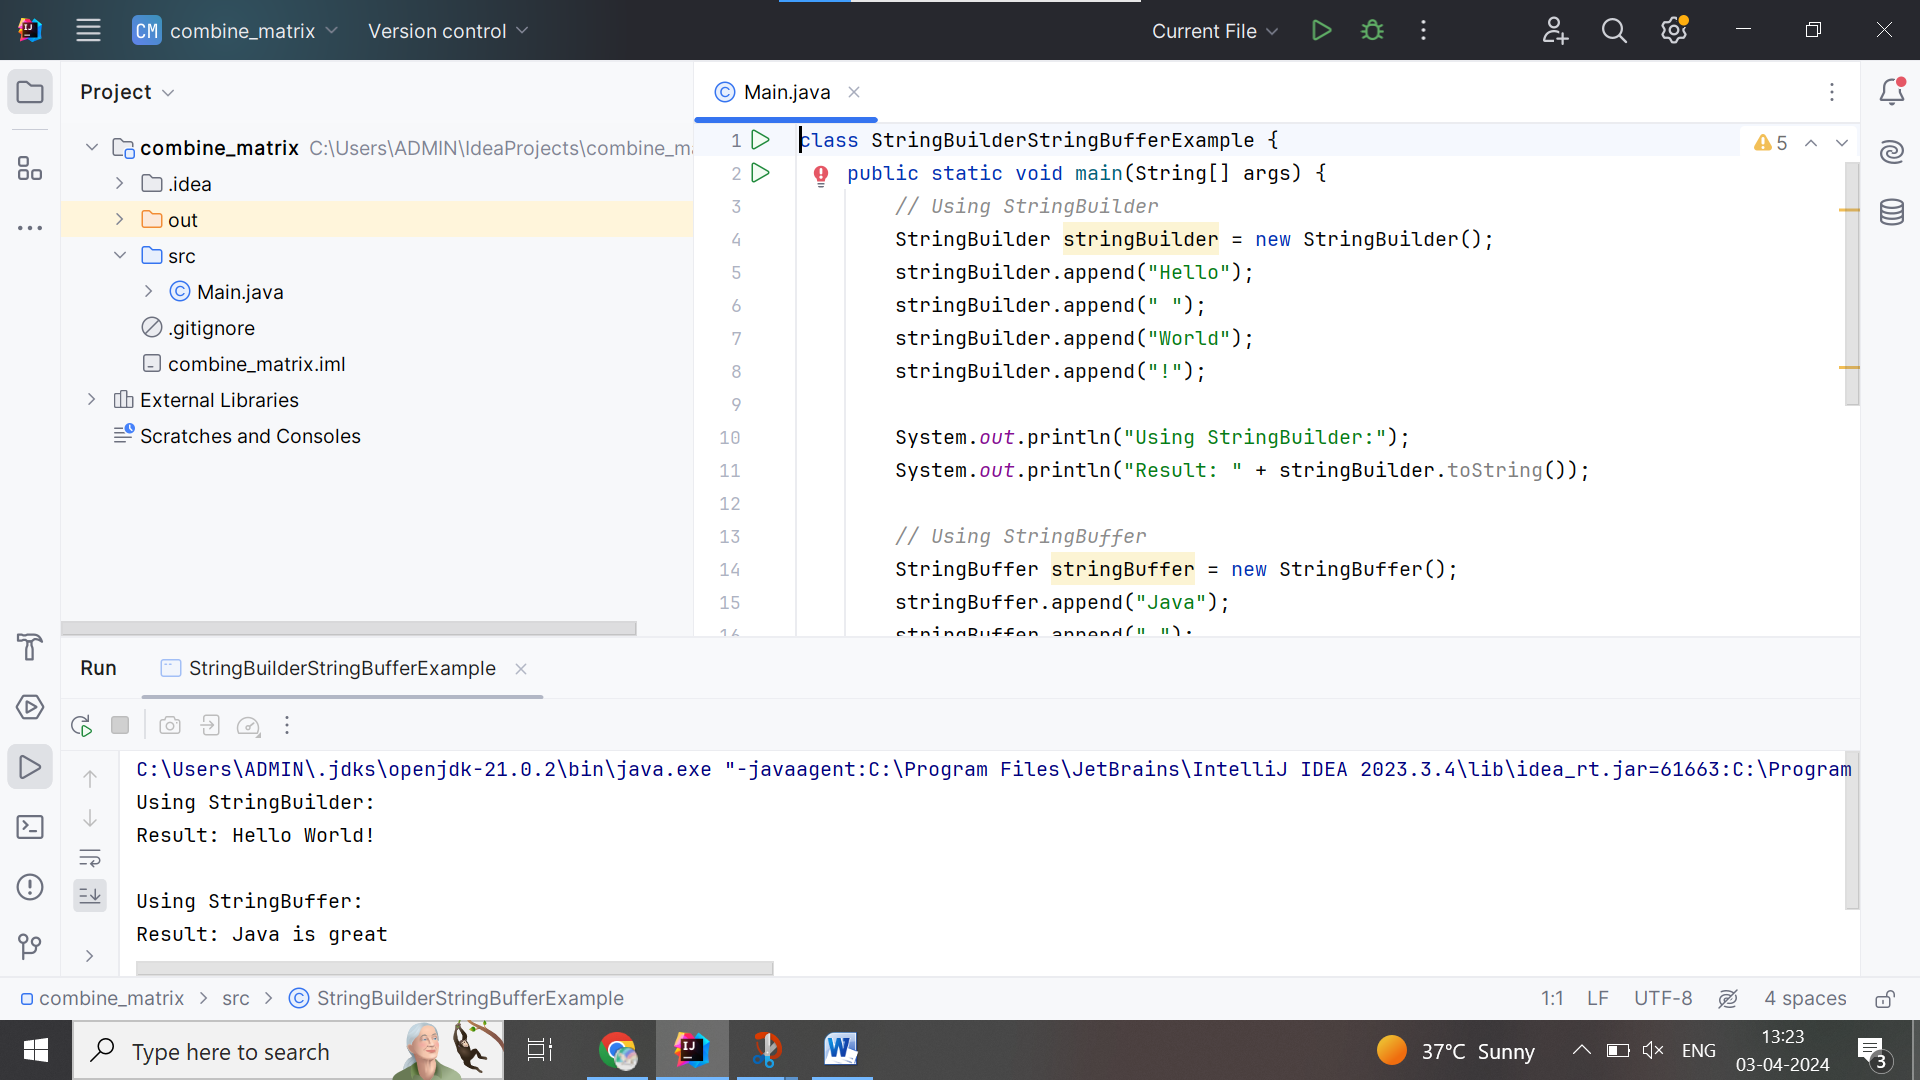 CM combine_matrix Version control Current File
Project
Main.java
combine_matrix C:\Users\ADMIN\IdeaProjects\combine_m
.idea
out
src
Main.java
.gitignore
combine_matrix.iml
External Libraries
Scratches and Consoles
5
1 class StringBuilderStringBufferExample {
2 public static void main(String[] args) {
3 // Using StringBuilder
4 StringBuilder stringBuilder = new StringBuilder();
5 stringBuilder.append("Hello");
6 stringBuilder.append(" ");
7 stringBuilder.append("World");
8 stringBuilder.append("!");
9
10 System.out.println("Using StringBuilder:");
11 System.out.println("Result: " + stringBuilder.toString());
12
13 // Using StringBuffer
14 StringBuffer stringBuffer = new StringBuffer();
15 stringBuffer.append("Java");
16 stringBuffer.append(" ");
Run StringBuilderStringBufferExample
C:\Users\ADMIN\.jdks\openjdk-21.0.2\bin\java.exe "-javaagent:C:\Program Files\JetBrains\IntelliJ IDEA 2023.3.4\lib\idea_rt.jar=61663:C:\Program
Using StringBuilder:
Result: Hello World!
Using StringBuffer:
Result: Java is great
combine_matrix > src > StringBuilderStringBufferExample
1:1 LF UTF-8 4 spaces
Type here to search
37°C Sunny
ENG
13:23
03-04-2024
3